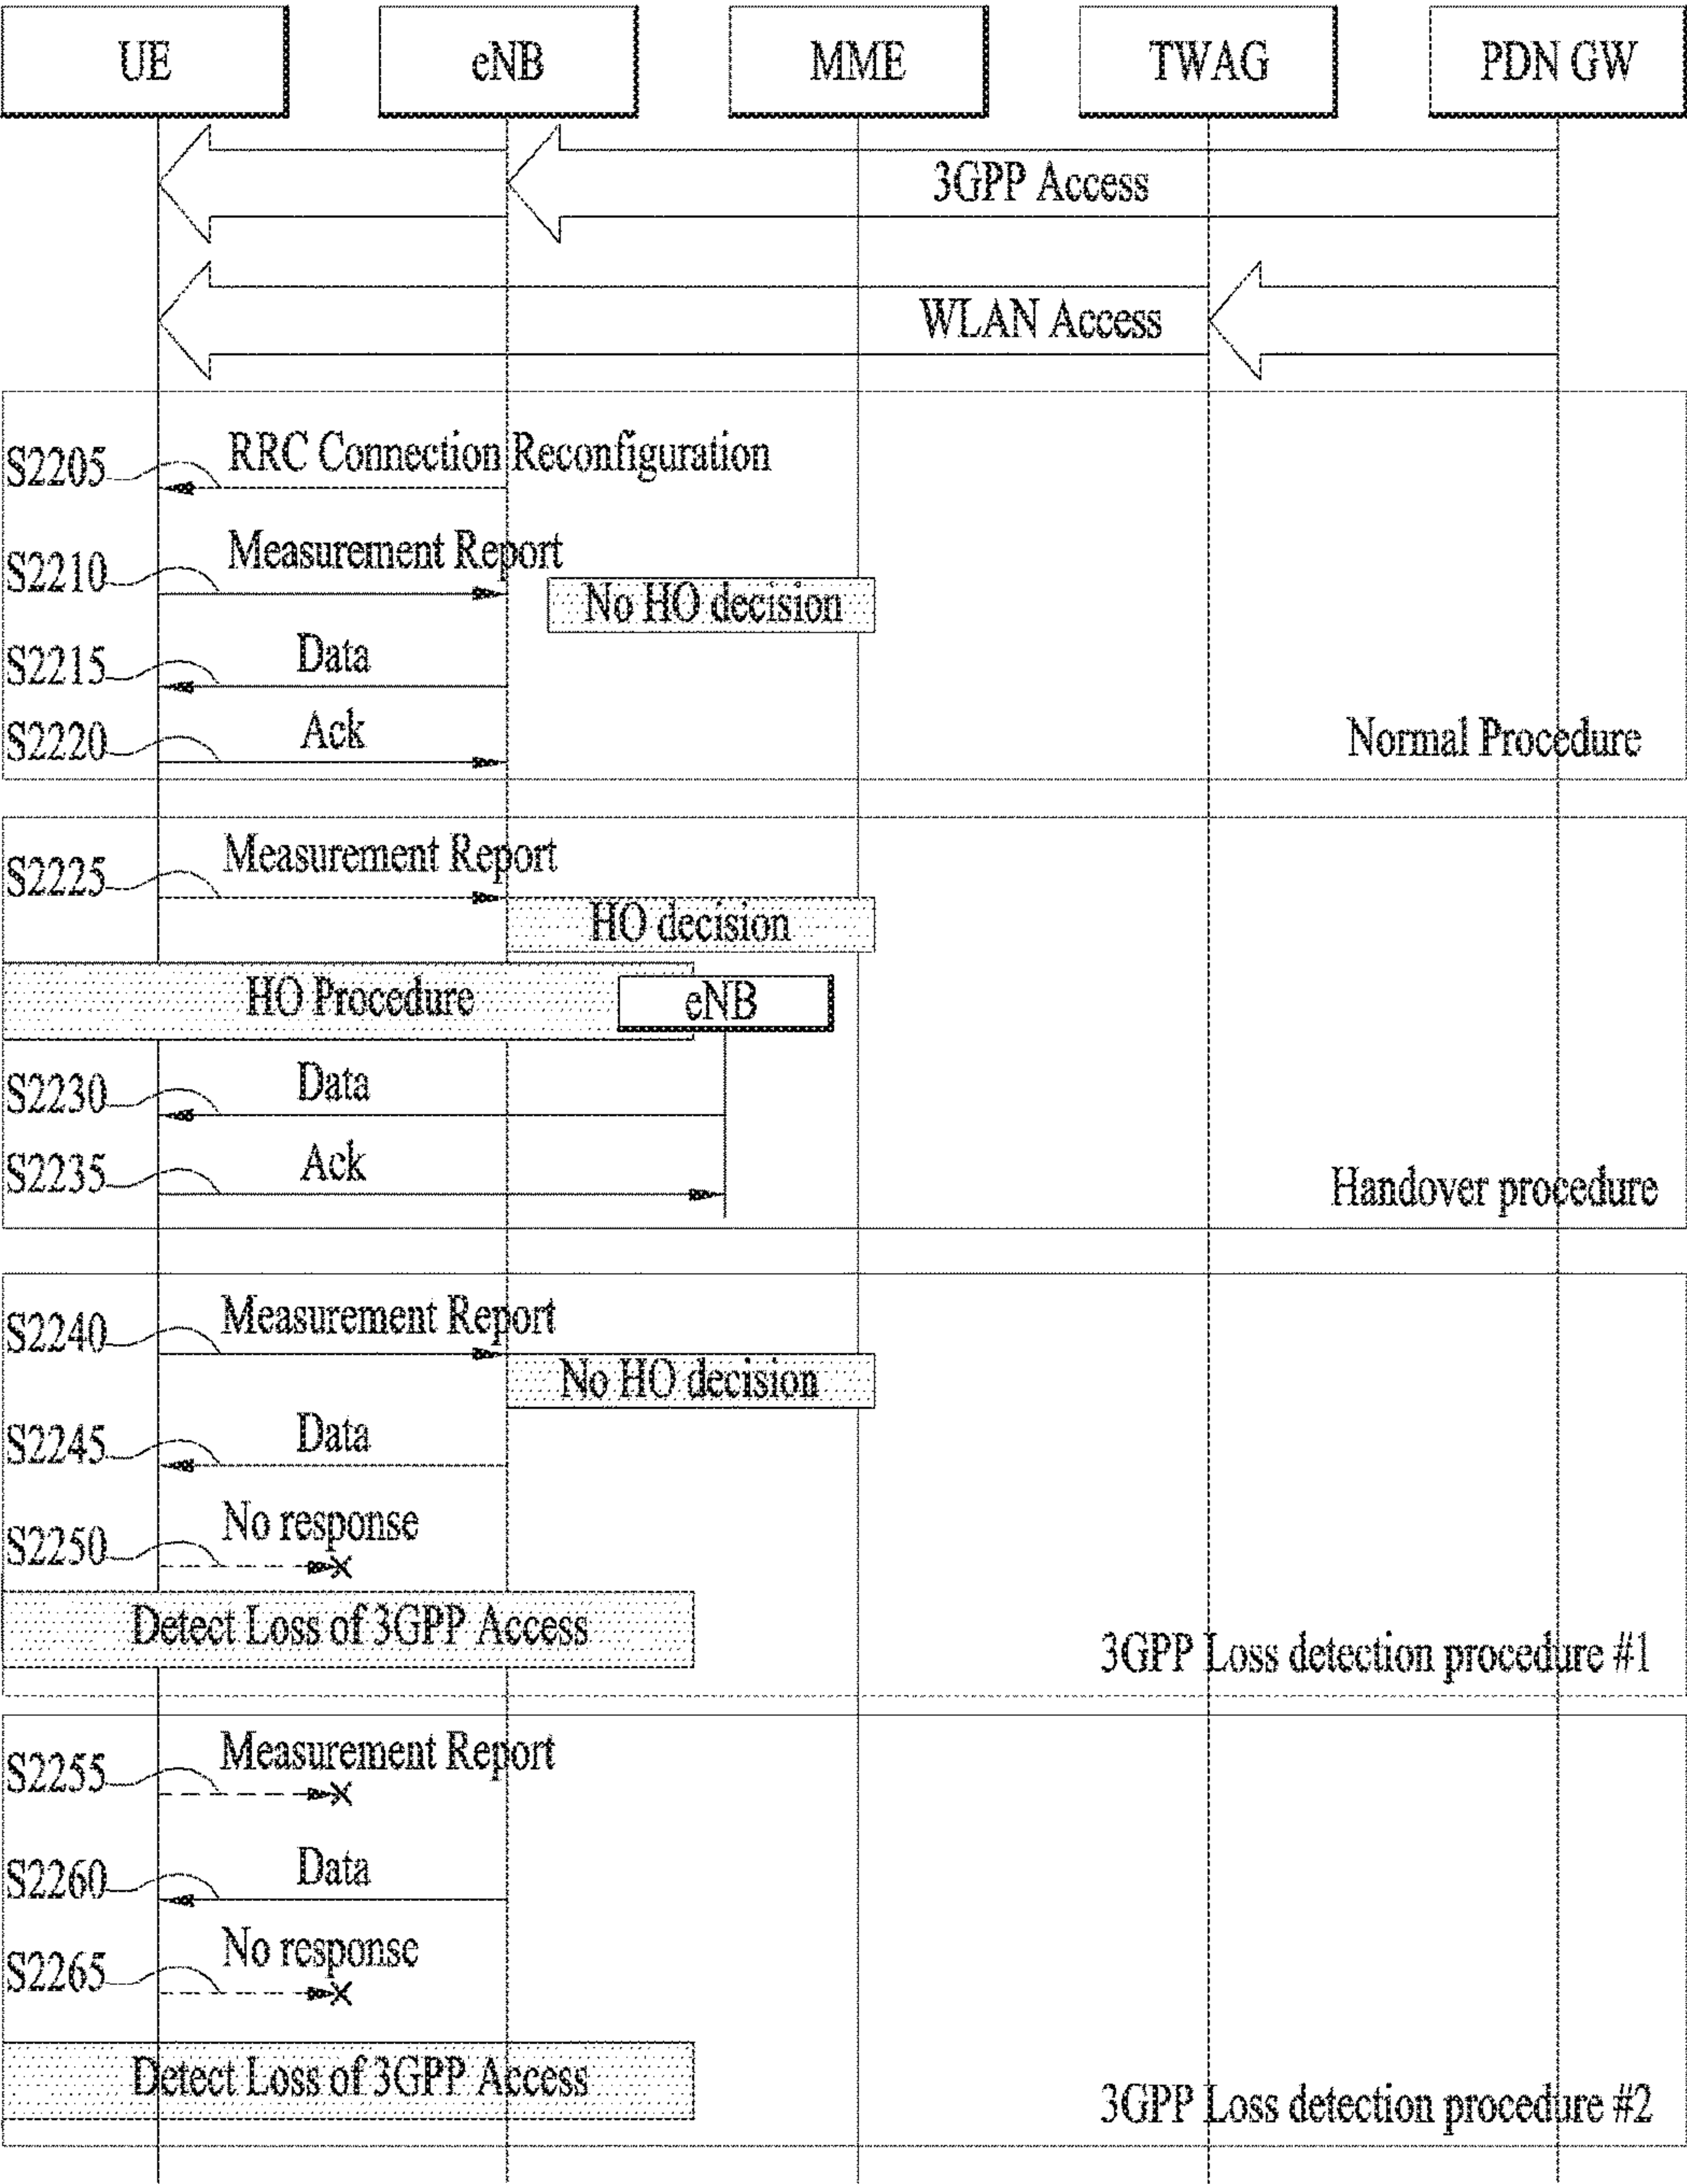 UE
eNB
MME
TWAG
PDN GW
3GPP Access
WLAN Access
S2205
RRC Connection Reconfiguration
S2210
Measurement Report
No HO decision
S2215
Data
S2220
Ack
Normal Procedure
S2225
Measurement Report
HO decision
HO Procedure
eNB
S2230
Data
S2235
Ack
Handover procedure
S2240
Measurement Report
No HO decision
S2245
Data
S2250
No response
Detect Loss of 3GPP Access
3GPP Loss detection procedure #1
S2255
Measurement Report
S2260
Data
S2265
No response
Detect Loss of 3GPP Access
3GPP Loss detection procedure #2